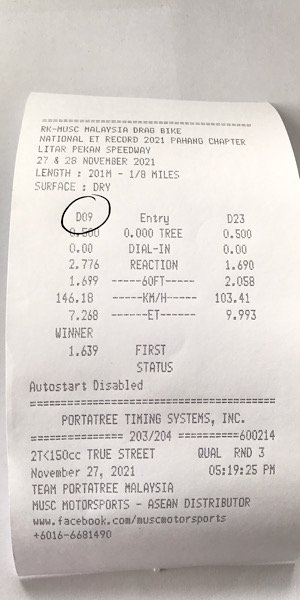 RK-MUSC MALAYSIA DRAG BIKE
NATIONAL ET RECORD 2021 PAHANG CHAPTER
LITAR PEKAN SPEEDWAY
27 & 28 NOVEMBER 2021
LENGTH : 201M - 1/8 MILES
SURFACE : DRY
D09 Entry D23
0.500 0.000 TREE 0.500
0.00 DIAL-IN 0.00
2.776 REACTION 1.690
1.699 ------60FT----- 2.058
146.18 -----KM/H------ 103.41
7.268 ------ET------- 9.993
WINNER
1.639 FIRST
STATUS
Autostart Disabled
========================================
PORTATREE TIMING SYSTEMS, INC.
=============== 203/204 ==========600214
2T<150cc TRUE STREET QUAL RND 3
November 27, 2021 05:19:25 PM
TEAM PORTATREE MALAYSIA
MUSC MOTORSPORTS - ASEAN DISTRIBUTOR
www.facebook.com/muscmotorsports
+6016-6681490